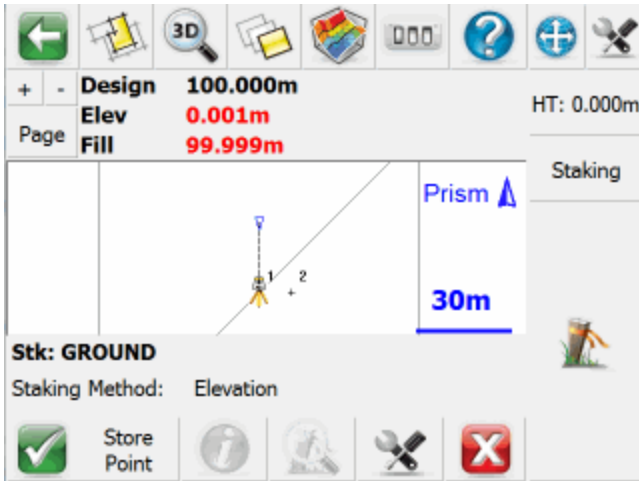 3D
+ - Design 100.000m
Elev 0.001m
Page
Fill 99.999m
HT: 0.000m
Staking
Prism
1 2
30m
Stk: GROUND
Staking Method: Elevation
Store
Point